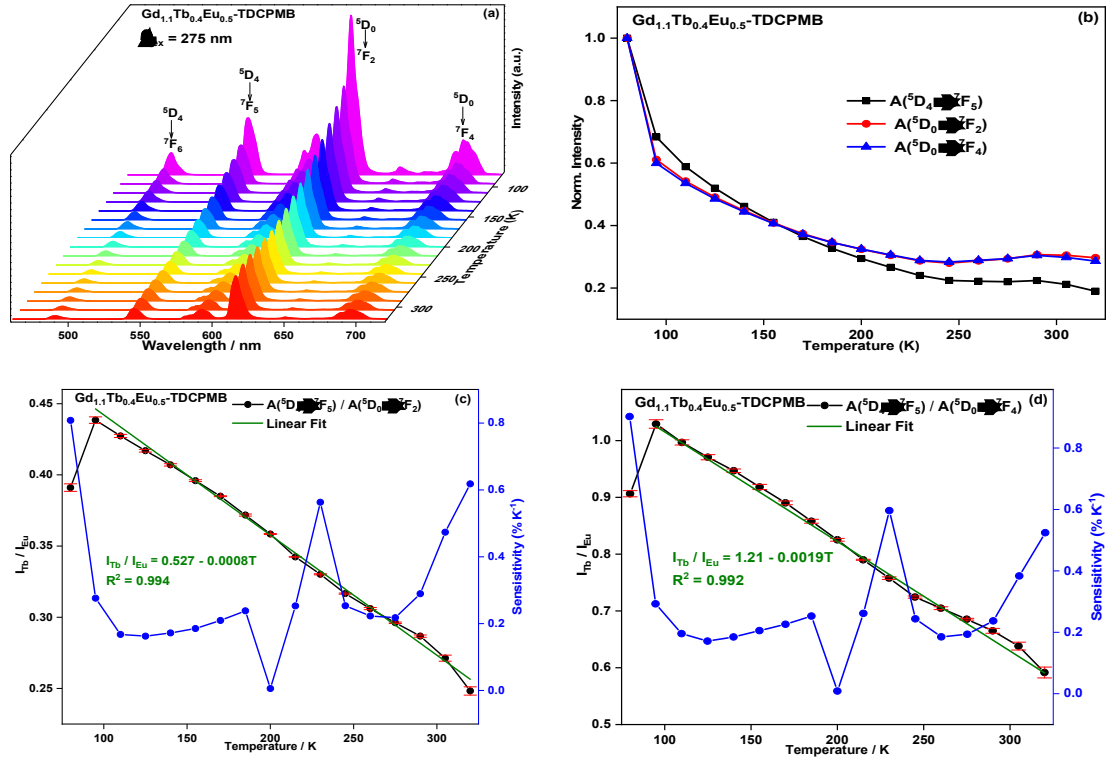 Gd1.1Tb0.4Eu0.5-TDCPMB
(a)
ex = 275 nm
5D0
7F2
5D4
7F5
5D4
7F6
5D0
7F4
Intensity (a.u.)
100
150
200
250
300
Temperature (K)
500 550 600 650 700
Wavelength / nm
Gd1.1Tb0.4Eu0.5-TDCPMB
(b)
A(5D4 7F5)
A(5D0 7F2)
A(5D0 7F4)
1.0
0.8
0.6
0.4
0.2
Norm. Intensity
100 150 200 250 300
Temperature (K)
Gd1.1Tb0.4Eu0.5-TDCPMB
A(5D 7F5) / A(5D0 7F2)
(c)
Linear Fit
0.45
0.40
0.35
0.30
0.25
ITb / IEu
ITb / IEu = 0.527 - 0.0008T
R2 = 0.994
0.8
0.6
0.4
0.2
0.0
Sensisitivity (% K-1)
100 150 200 250 300
Temperature / K
Gd1.1Tb0.4Eu0.5-TDCPMB
A(5D 7F5) / A(5D0 7F4)
(d)
Linear Fit
1.0
0.9
0.8
0.7
0.6
0.5
ITb / IEu
ITb / IEu = 1.21 - 0.0019T
R2 = 0.992
0.8
0.6
0.4
0.2
0.0
Sensisitivity (% K-1)
100 150 200 250 300
Temperature / K